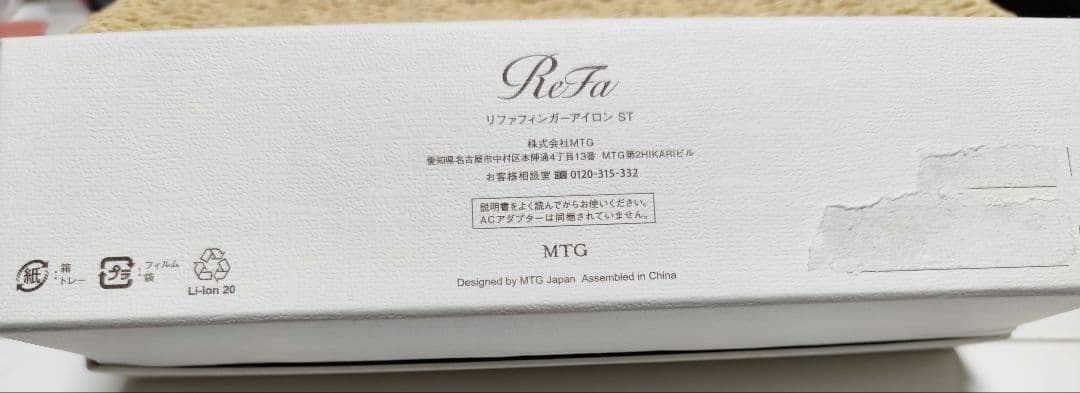 ReFa
リファフィンガーアイロン ST
株式会社MTG
愛知県名古屋市中村区本陣通4丁目13番 MTG第2HIKARIビル
お客様相談室 0120-315-332
説明書をよく読んでからお使いください。
ACアダプターは同梱されていません。
MTG
Designed by MTG Japan Assembled in China
紙 : 箱
トレー
プラ : フィルム
袋
Li-ion 20